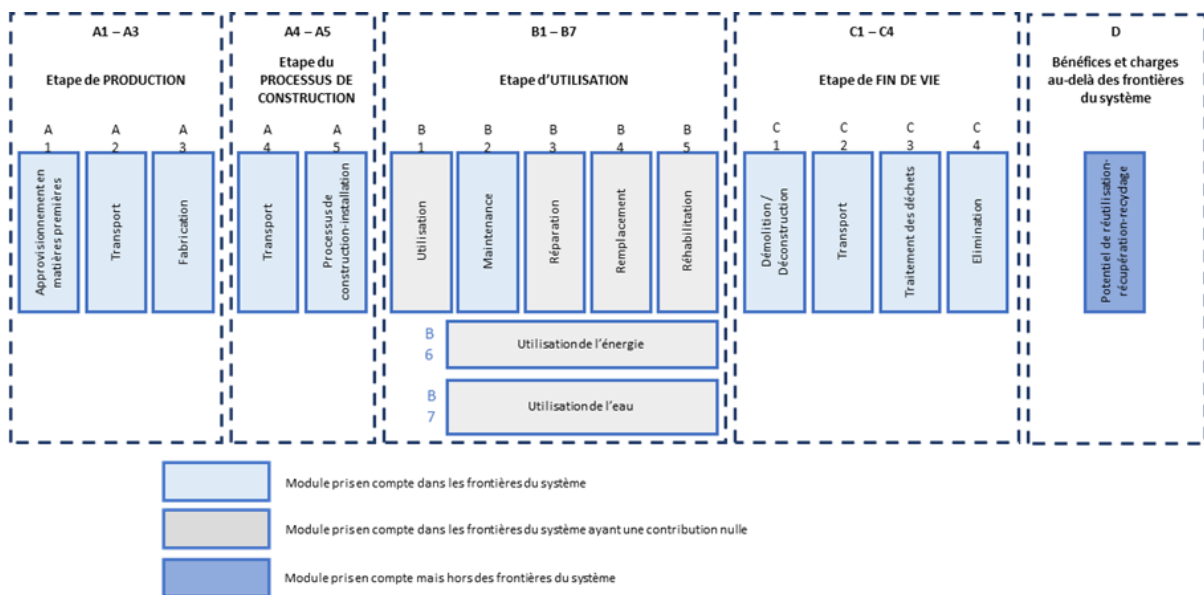 A1 – A3
Etape de PRODUCTION
A4 – A5
Etape du
PROCESSUS DE
CONSTRUCTION
B1 – B7
Etape d'UTILISATION
C1 – C4
Etape de FIN DE VIE
D
Bénéfices et charges
au-delà des frontières
du système
A
1
A
2
A
3
A
4
A
5
B
1
B
2
B
3
B
4
B
5
C
1
C
2
C
3
C
4
Approvisionnement en
matières premières
Transport
Fabrication
Transport
Processus de
construction-installation
Utilisation
Maintenance
Réparation
Remplacement
Réhabilitation
Démolition /
Déconstruction
Transport
Traitement des déchets
Elimination
Potentiel de réutilisation-
récupération-recyclage
B
6
Utilisation de l'énergie
B
7
Utilisation de l'eau
Module pris en compte dans les frontières du système
Module pris en compte dans les frontières du système ayant une contribution nulle
Module pris en compte mais hors des frontières du système